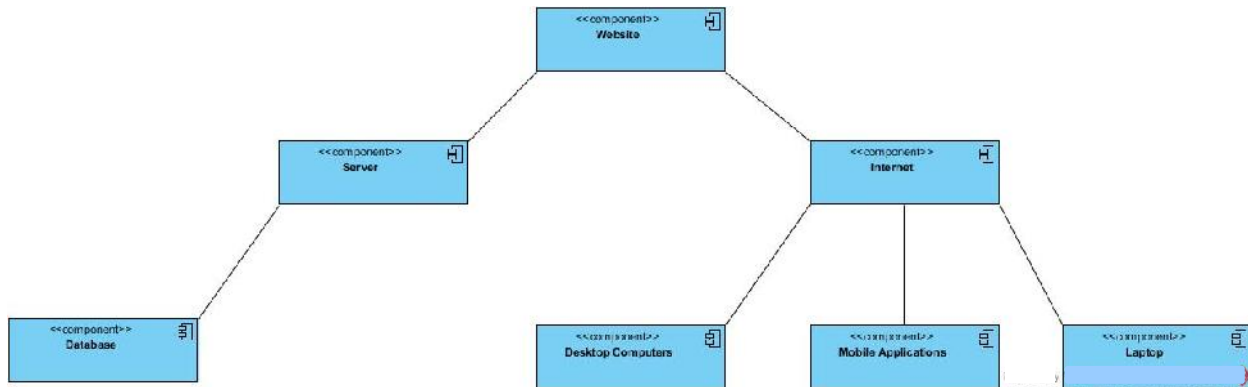 <<component>>
Website
<<component>>
Server
<<component>>
Internet
<<component>>
Database
<<component>>
Desktop Computers
<<component>>
Mobile Applications
<<component>>
Laptop